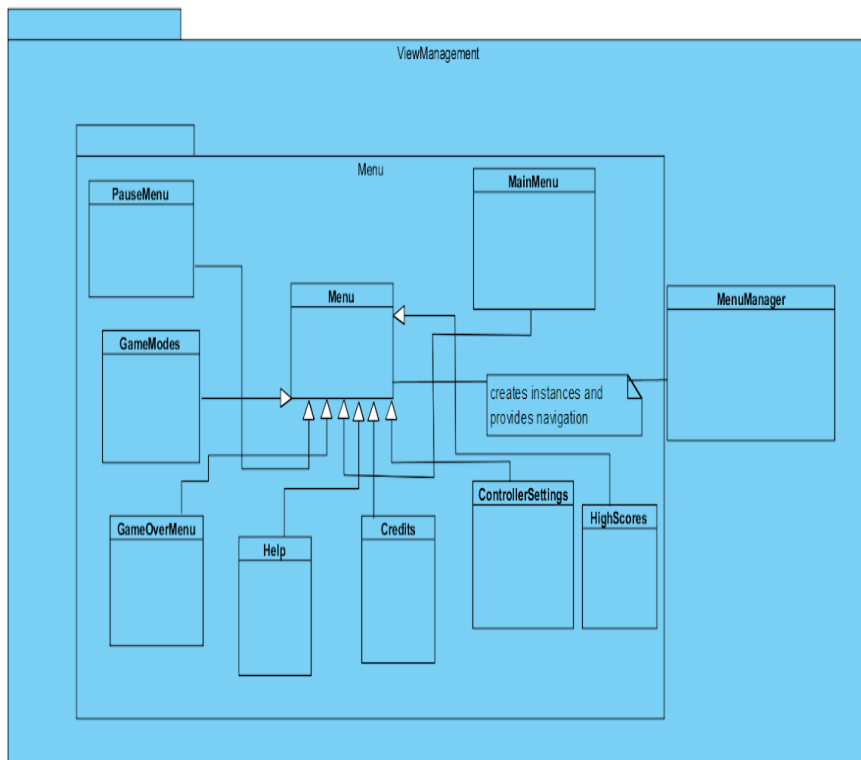 ViewManagement
Menu
MainMenu
PauseMenu
Menu
MenuManager
GameModes
creates instances and
provides navigation
ControllerSettings
HighScores
GameOverMenu
Credits
Help